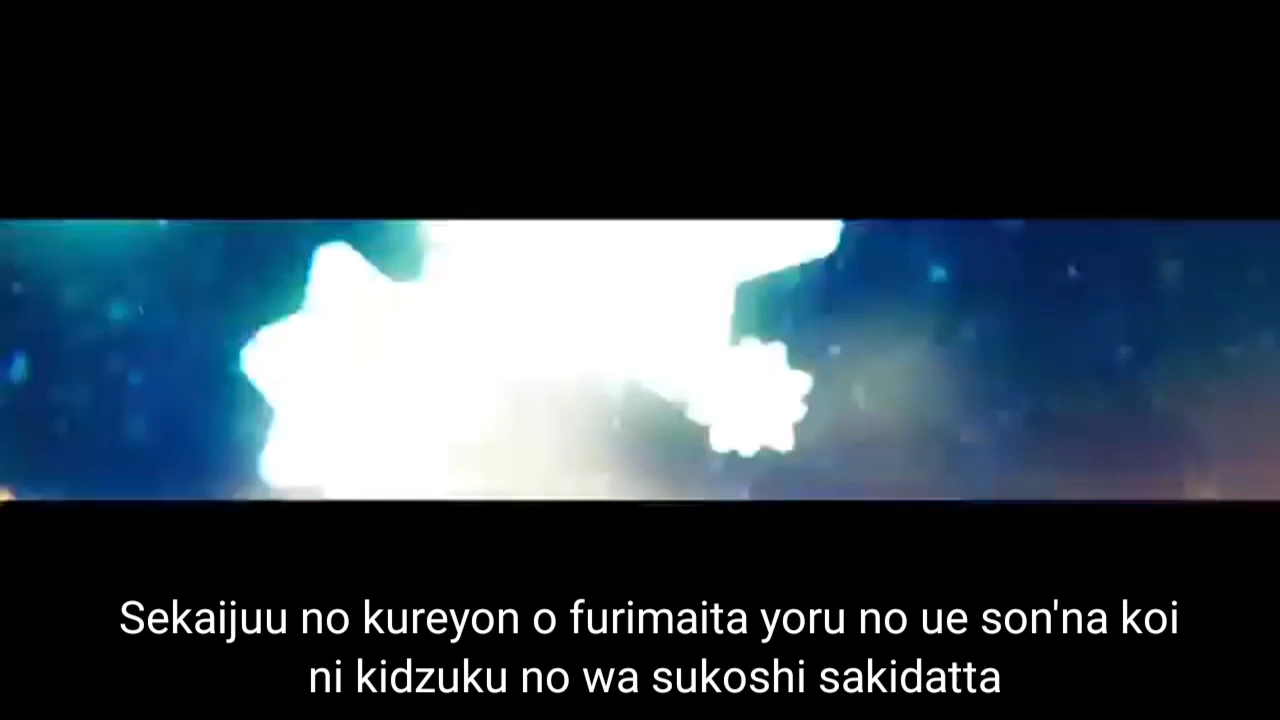 Sekaijuu no kureyon o furimaita yoru no ue son'na koi
ni kidzuku no wa sukoshi sakidatta